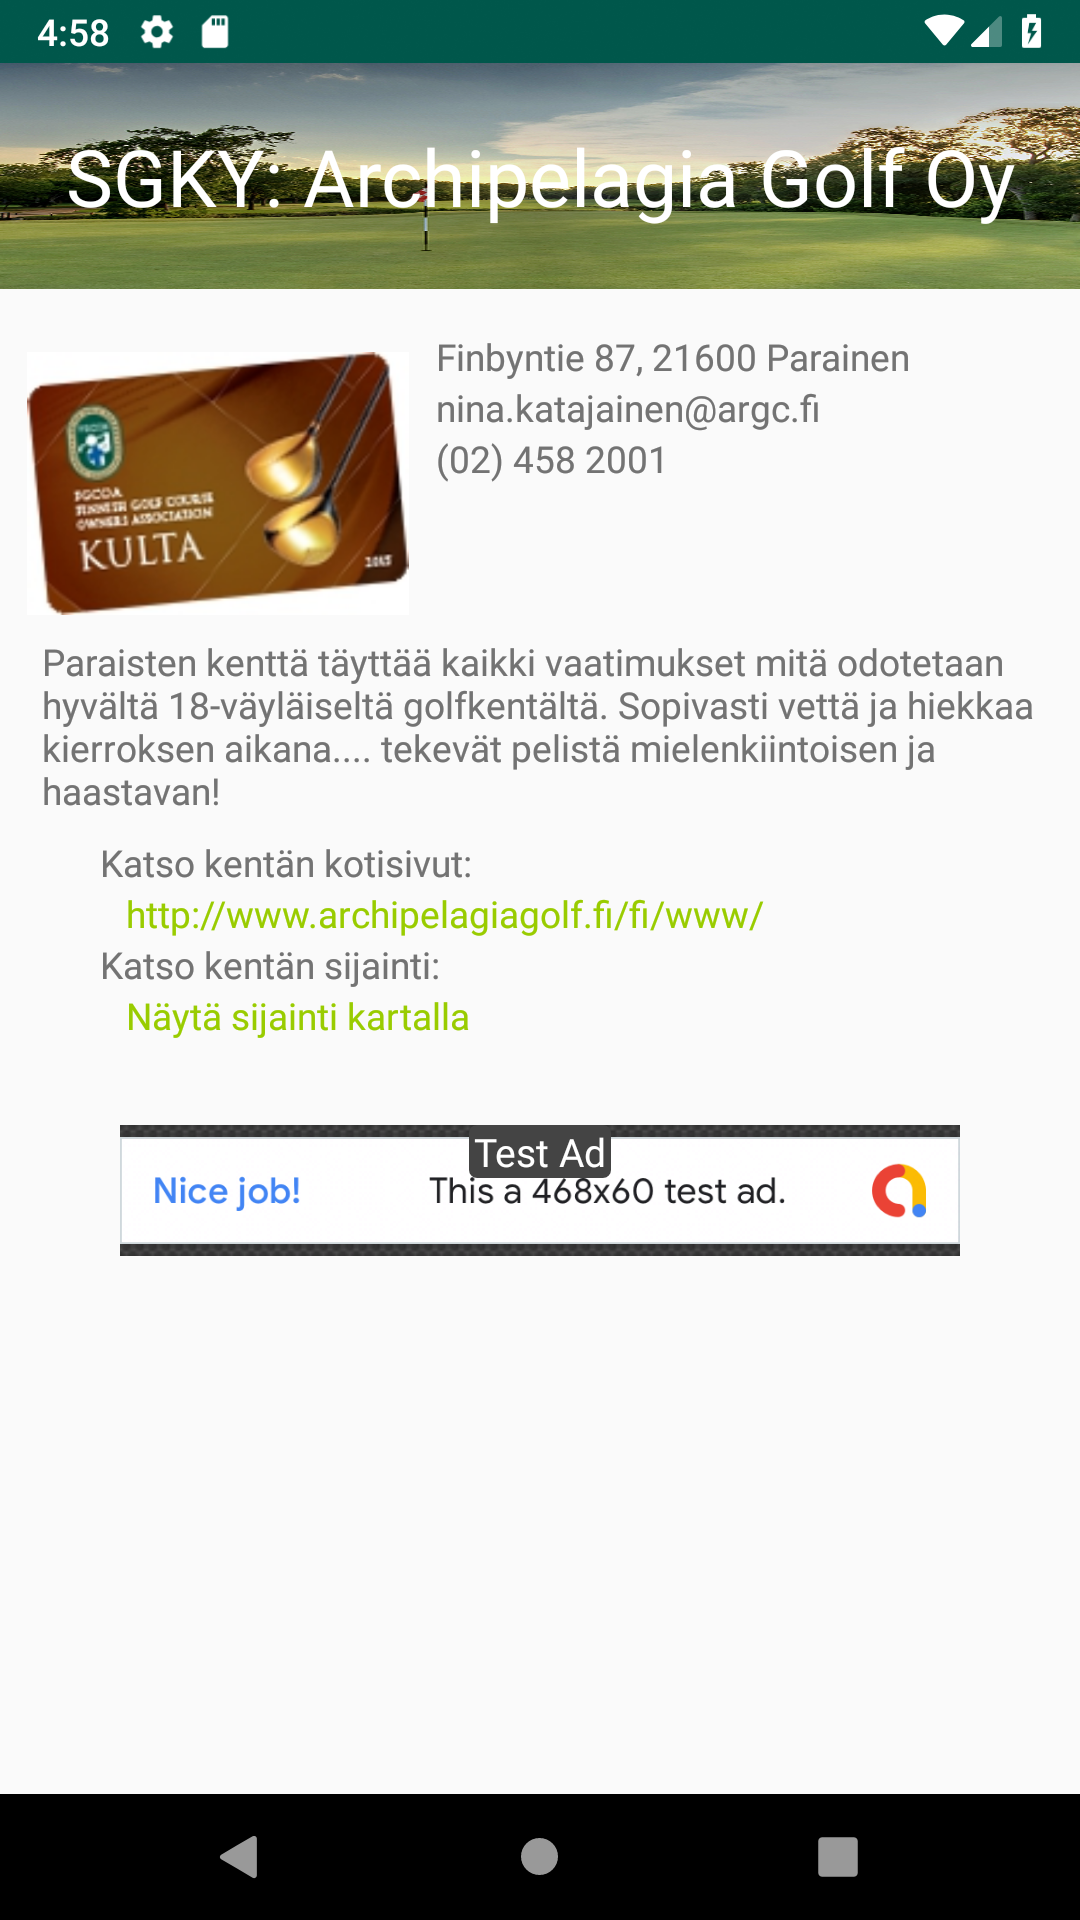 4:58
SGKY: Archipelagia Golf Oy
Finbyntie 87, 21600 Parainen
nina.katajainen@argc.fi
(02) 458 2001
FGCOA
FINNISH GOLF COURSE
OWNERS ASSOCIATION
KULTA
Paraisten kenttä täyttää kaikki vaatimukset mitä odotetaan
hyvältä 18-väyläiseltä golfkentältä. Sopivasti vettä ja hiekkaa
kierroksen aikana.... tekevät pelistä mielenkiintoisen ja
haastavan!
Katso kentän kotisivut:
http://www.archipelagiagolf.fi/fi/www/
Katso kentän sijainti:
Näytä sijainti kartalla
Test Ad
Nice job!
This a 468x60 test ad.